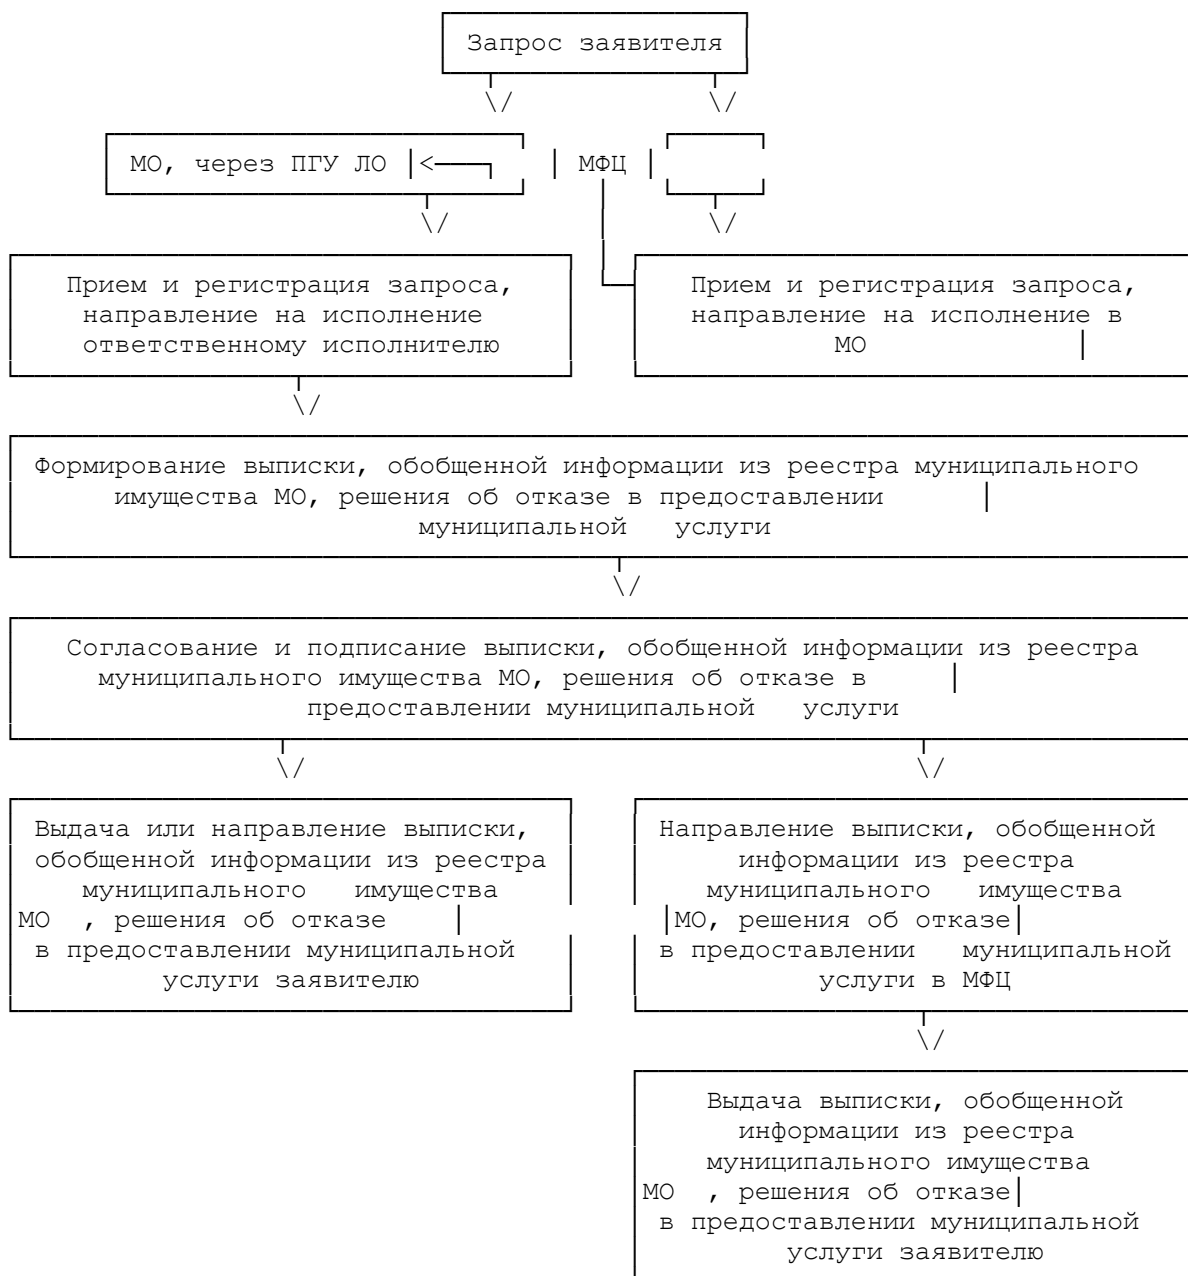 Запрос заявителя
МО, через ПГУ ЛО
МФЦ
Прием и регистрация запроса,
направление на исполнение
ответственному исполнителю
Прием и регистрация запроса,
направление на исполнение в
МО
Формирование выписки, обобщенной информации из реестра муниципального
имущества МО, решения об отказе в предоставлении
муниципальной услуги
Согласование и подписание выписки, обобщенной информации из реестра
муниципального имущества МО, решения об отказе в
предоставлении муниципальной услуги
Выдача или направление выписки,
обобщенной информации из реестра
муниципального имущества
МО , решения об отказе
в предоставлении муниципальной
услуги заявителю
Направление выписки, обобщенной
информации из реестра
муниципального имущества
МО, решения об отказе
в предоставлении муниципальной
услуги в МФЦ
Выдача выписки, обобщенной
информации из реестра
муниципального имущества
МО , решения об отказе
в предоставлении муниципальной
услуги заявителю